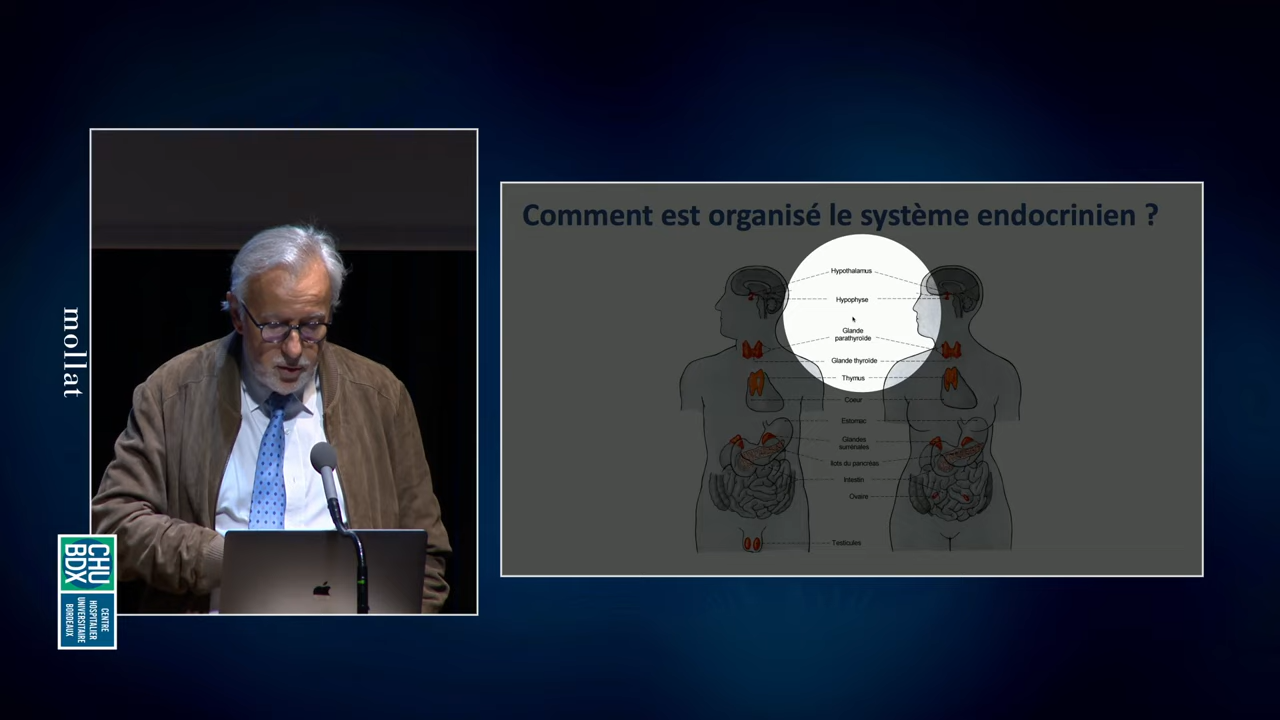 mollat
CHU
BDX
CENTRE
HOSPITALIER
UNIVERSITAIRE
BORDEAUX
Comment est organisé le système endocrinien ?
Hypothalamus
Hypophyse
Glande
parathyroïde
Glande thyroïde
Thymus
Coeur
Estomac
Glandes
surrénales
Ilots du pancréas
Intestin
Ovaire
Testicules